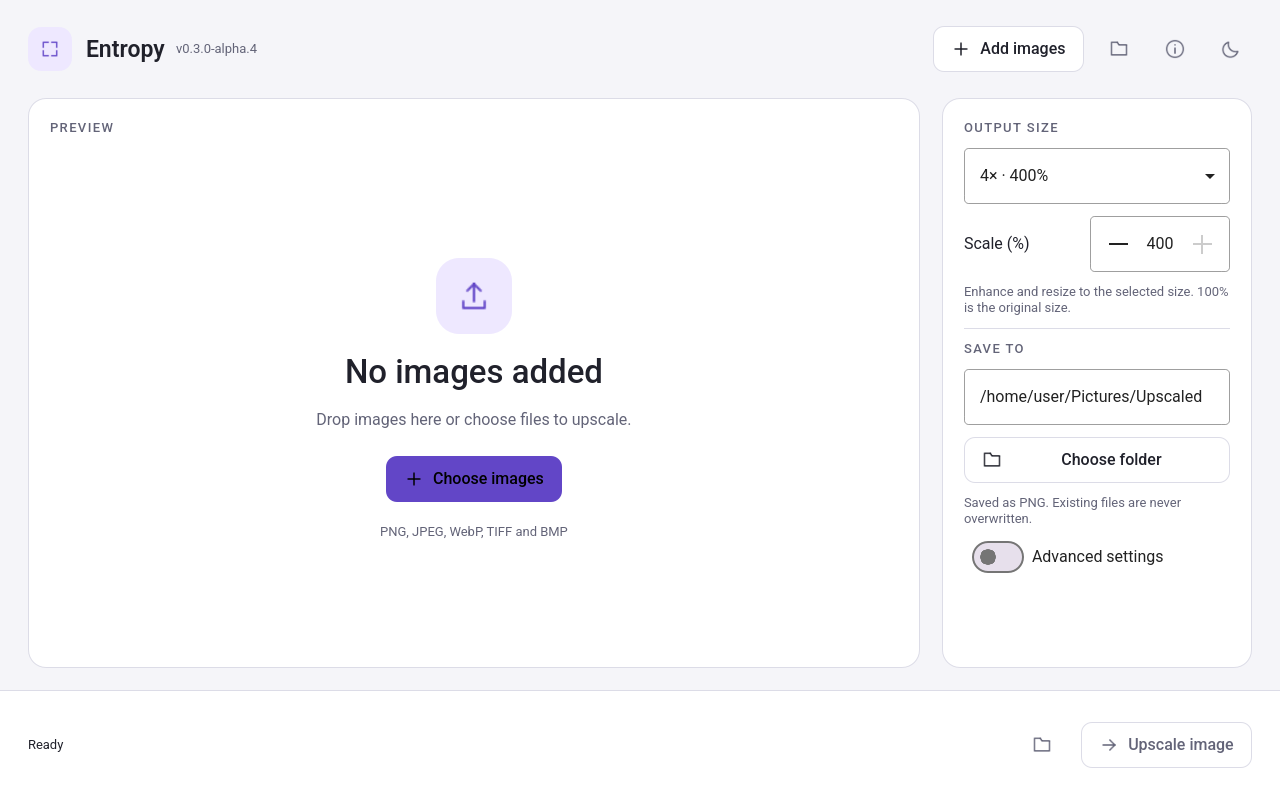 Entropy v0.3.0-alpha.4
Add images
PREVIEW
No images added
Drop images here or choose files to upscale.
Choose images
PNG, JPEG, WebP, TIFF and BMP
OUTPUT SIZE
4× · 400%
Scale (%)
400
Enhance and resize to the selected size. 100%
is the original size.
SAVE TO
/home/user/Pictures/Upscaled
Choose folder
Saved as PNG. Existing files are never
overwritten.
Advanced settings
Ready
Upscale image